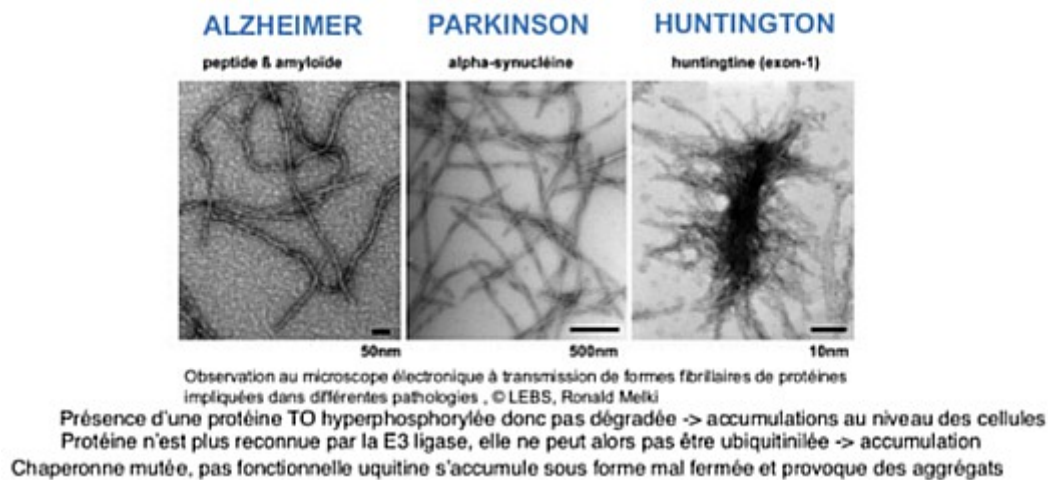 ALZHEIMER PARKINSON HUNTINGTON
peptide ß amyloïde alpha-synucléine huntingtine (exon-1)
50nm 500nm 10nm
Observation au microscope électronique à transmission de formes fibrillaires de protéines
impliquées dans différentes pathologies , © LEBS, Ronald Melki
Présence d'une protéine TO hyperphosphorylée donc pas dégradée -> accumulations au niveau des cellules
Protéine n'est plus reconnue par la E3 ligase, elle ne peut alors pas être ubiquitinilée -> accumulation
Chaperonne mutée, pas fonctionnelle uquitine s'accumule sous forme mal fermée et provoque des aggrégats